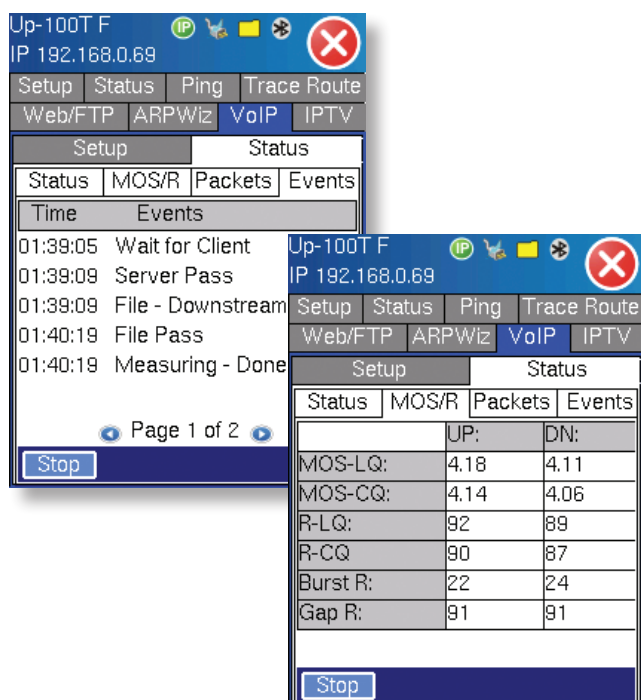 Up-100T F IP
IP 192.168.0.69
Setup Status Ping Trace Route
Web/FTP ARPWiz VoIP IPTV
Setup Status
Status MOS/R Packets Events
Time Events
01:39:05 Wait for Client
01:39:09 Server Pass
01:39:09 File - Downstream
01:40:19 File Pass
01:40:19 Measuring - Done
Page 1 of 2
Stop
Up-100T F IP
IP 192.168.0.69
Setup Status Ping Trace Route
Web/FTP ARPWiz VoIP IPTV
Setup Status
Status MOS/R Packets Events
UP: DN:
MOS-LQ: 4.18 4.11
MOS-CQ: 4.14 4.06
R-LQ: 92 89
R-CQ 90 87
Burst R: 22 24
Gap R: 91 91
Stop